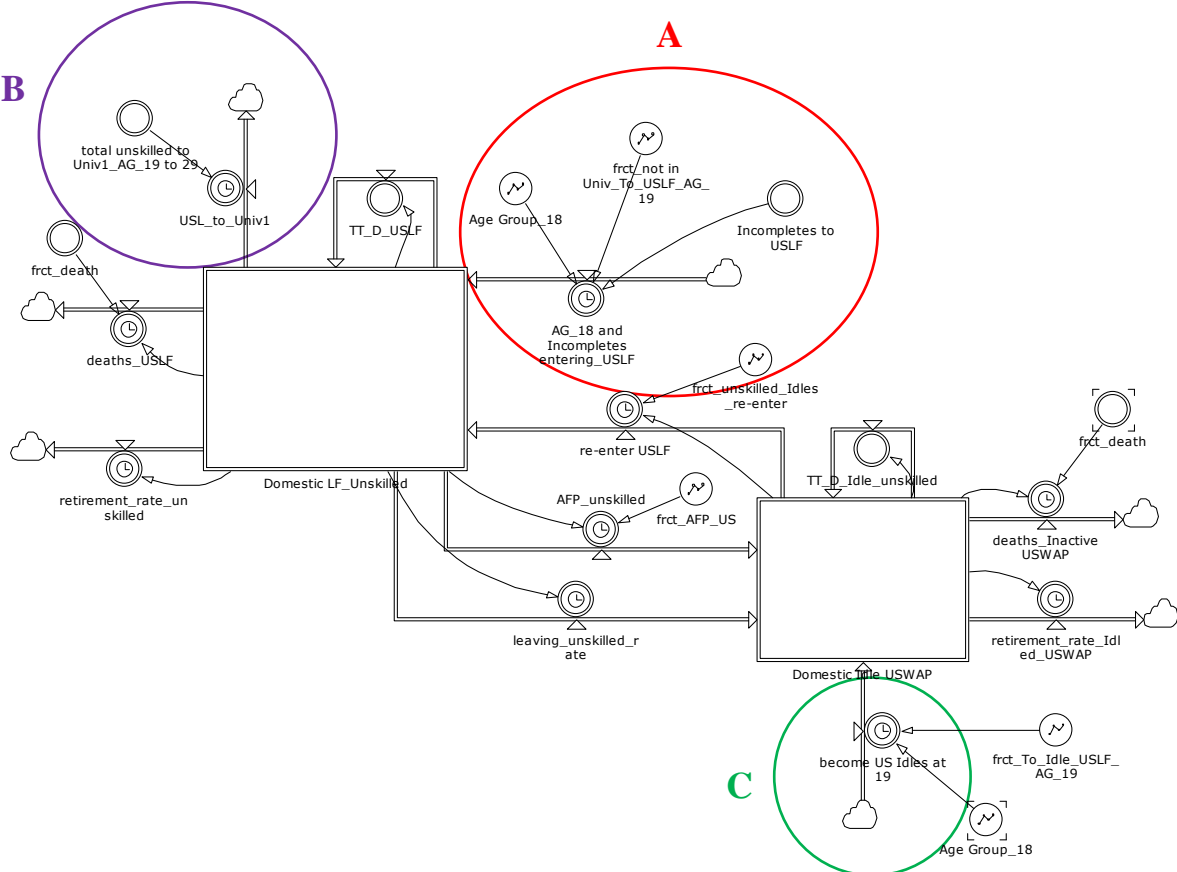 A
B
total unskilled to
Univ1_AG_19 to 29
USL_to_Univ1
frct_not in
Univ_To_USLF_AG_
19
Age Group_18
Incompletes to
USLF
TT_D_USLF
frct_death
AG_18 and
Incompletes
entering_USLF
deaths_USLF
frct_unskilled_Idles
_re-enter
re-enter USLF
frct_death
Domestic LF_Unskilled
TT_D_Idle_unskilled
retirement_rate_un
skilled
AFP_unskilled
frct_AFP_US
deaths_Inactive
USWAP
leaving_unskilled_r
ate
retirement_rate_Idl
ed_USWAP
Domestic Idle USWAP
become US Idles at
19
frct_To_Idle_USLF_
AG_19
C
Age Group_18